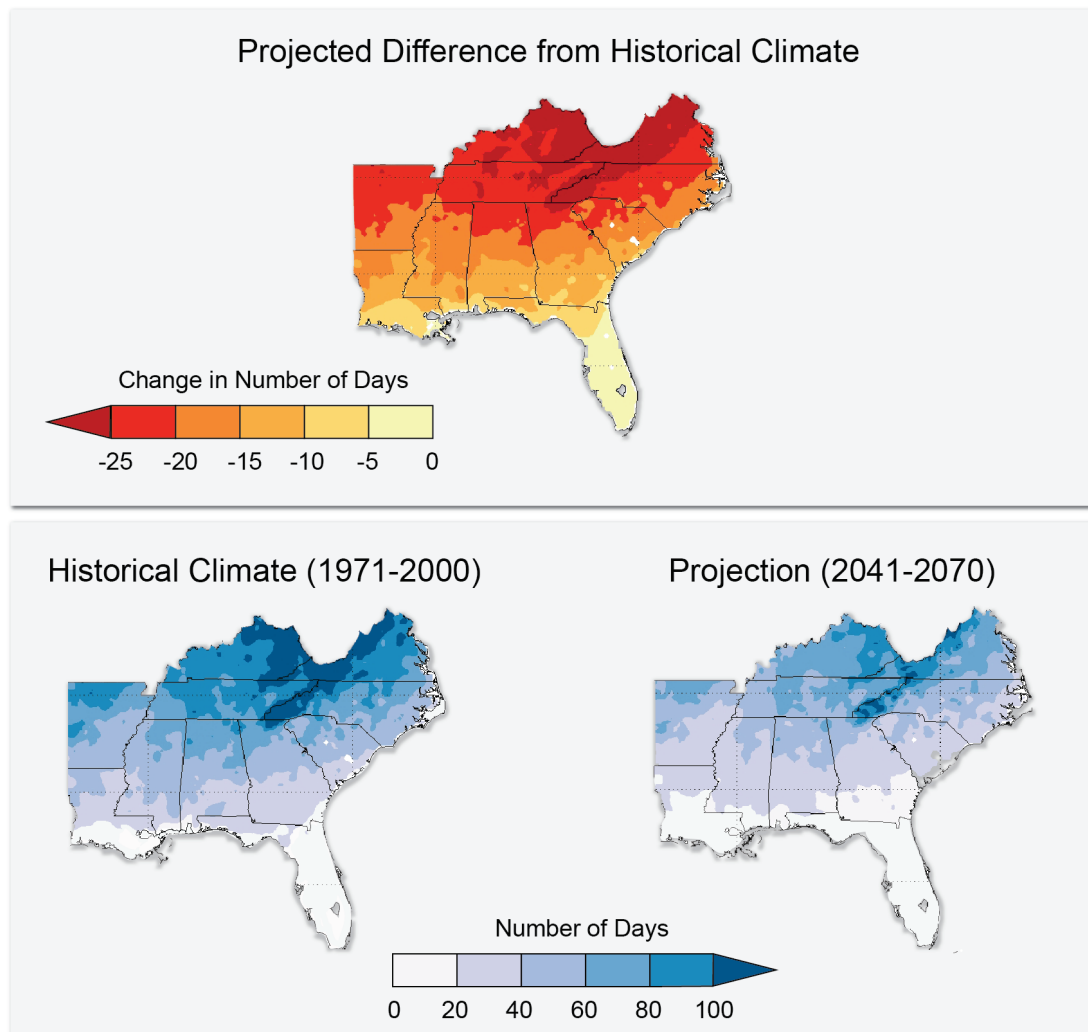 Projected Difference from Historical Climate
Change in Number of Days
-25 -20 -15 -10 -5 0
Historical Climate (1971-2000)
Projection (2041-2070)
Number of Days
0 20 40 60 80 100